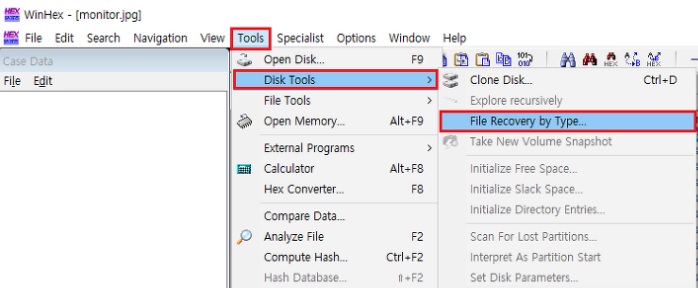 WinHex - [monitor.jpg]
File Edit Search Navigation View Tools Specialist Options Window Help
Case Data
File Edit
Open Disk... F9
Disk Tools >
File Tools >
Open Memory... Alt+F9
External Programs >
Calculator Alt+F8
Hex Converter... F8
Compare Data...
Analyze File F2
Compute Hash... Ctrl+F2
Hash Database... ⇧+F2
Clone Disk... Ctrl+D
Explore recursively
File Recovery by Type...
Take New Volume Snapshot
Initialize Free Space...
Initialize Slack Space...
Initialize Directory Entries...
Scan For Lost Partitions...
Interpret As Partition Start
Set Disk Parameters...